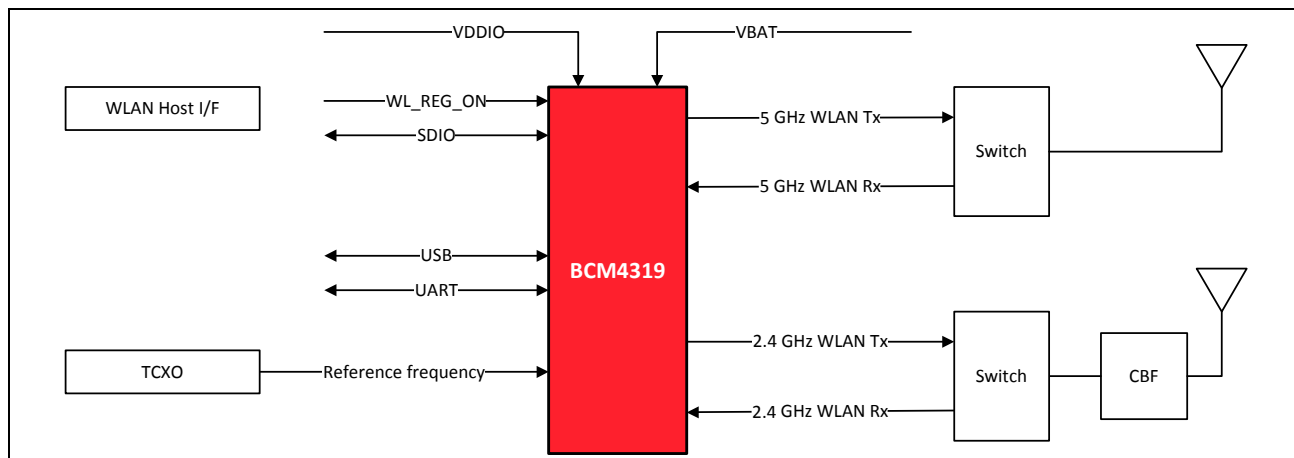 VDDIO
VBAT
WLAN Host I/F
WL_REG_ON
SDIO
5 GHz WLAN Tx
Switch
5 GHz WLAN Rx
USB
BCM4319
UART
2.4 GHz WLAN Tx
TCXO
Reference frequency
Switch
CBF
2.4 GHz WLAN Rx